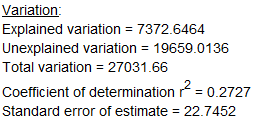 Variation:
Explained variation = 7372.6464
Unexplained variation = 19659.0136
Total variation = 27031.66
Coefficient of determination r² = 0.2727
Standard error of estimate = 22.7452